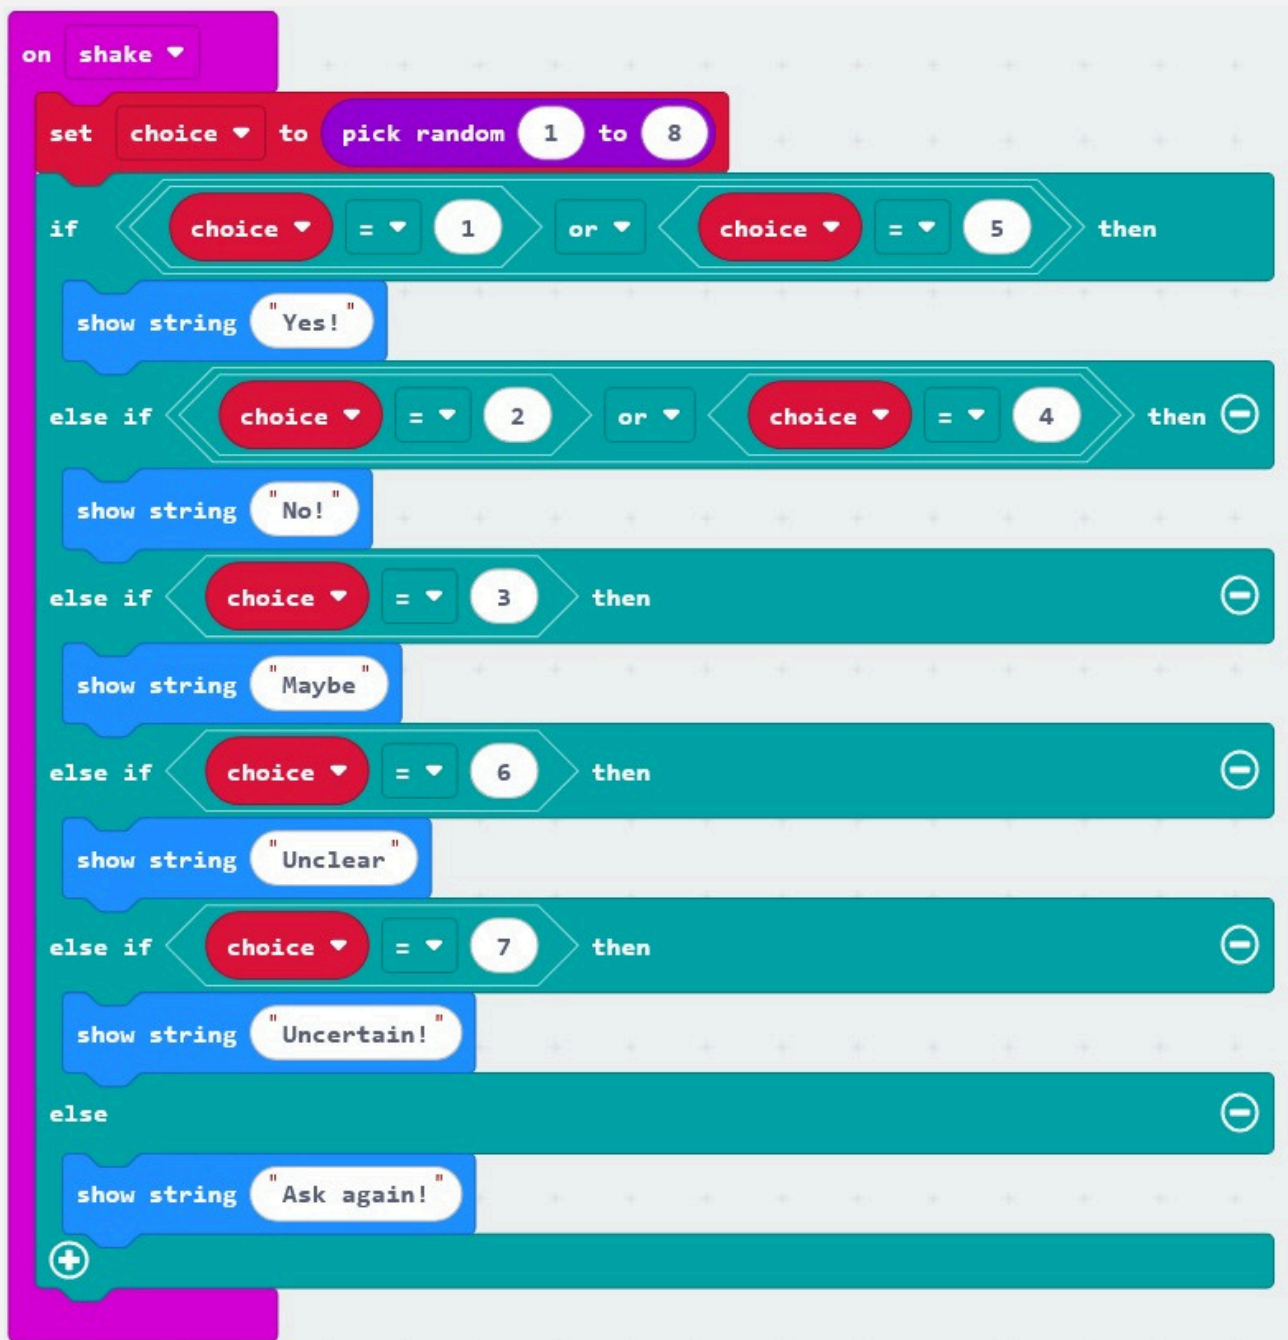 on shake
set choice to pick random 1 to 8
if choice = 1 or choice = 5 then
show string "Yes!"
else if choice = 2 or choice = 4 then
show string "No!"
else if choice = 3 then
show string "Maybe"
else if choice = 6 then
show string "Unclear"
else if choice = 7 then
show string "Uncertain!"
else
show string "Ask again!"